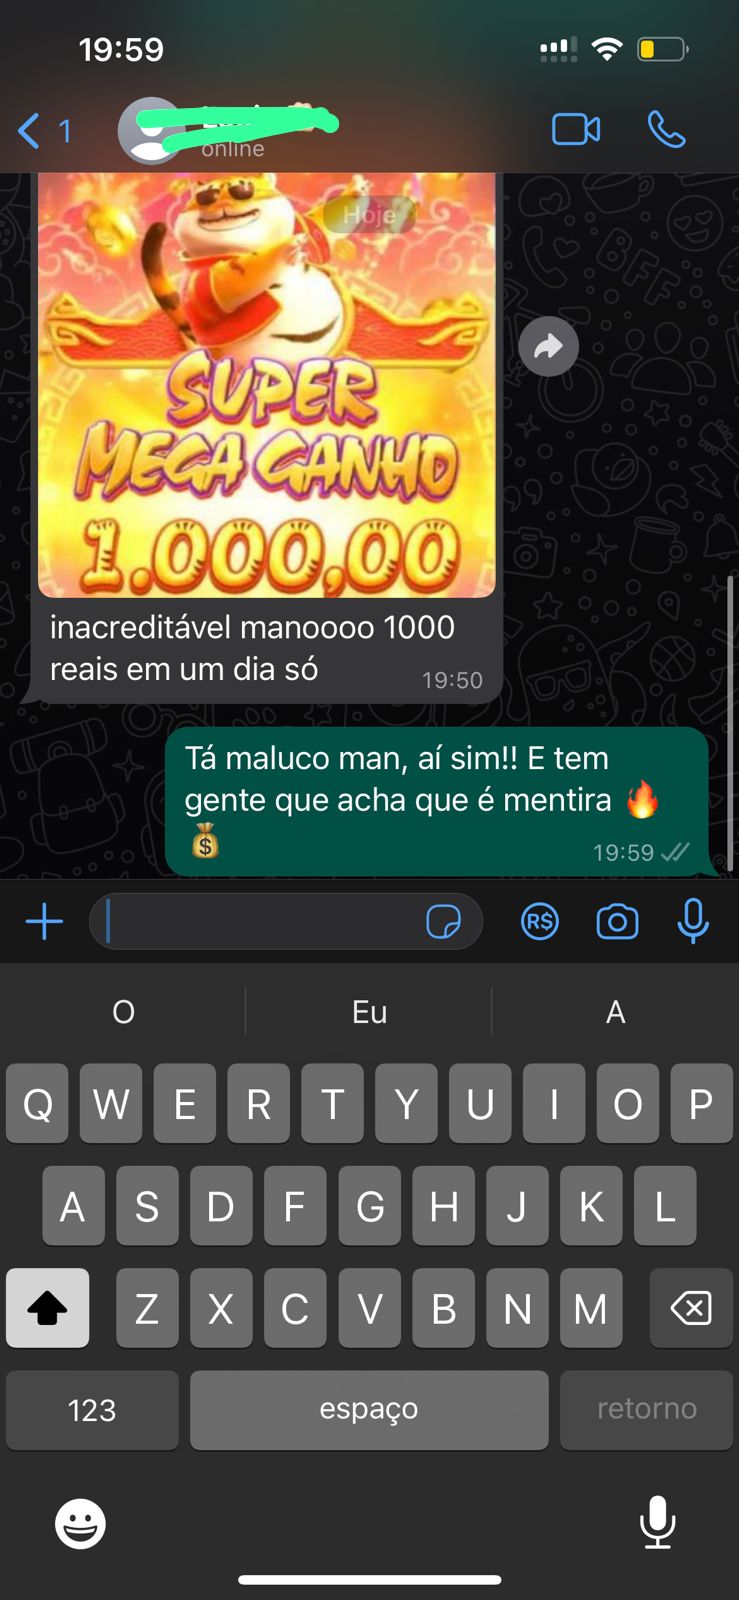 19:59
1
online
Hoje
SUPER
MEGA GANHO
1.000,00
inacreditável manoooo 1000
reais em um dia só
19:50
Tá maluco man, aí sim!! E tem
gente que acha que é mentira 🔥
💰
19:59
R$
O Eu A
Q W E R T Y U I O P
A S D F G H J K L
Z X C V B N M
123 espaço retorno